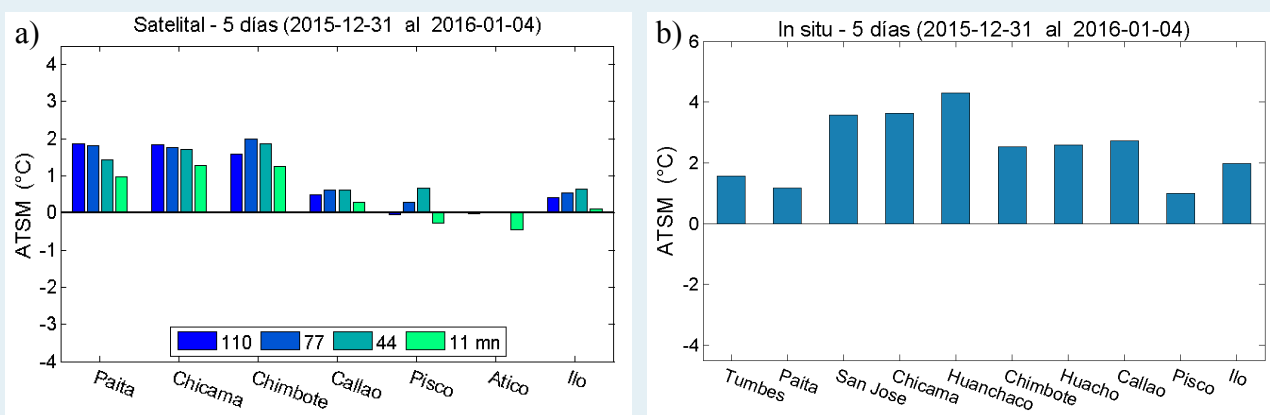 a)
Satelital - 5 días (2015-12-31 al 2016-01-04)
ATSM (°C)
4
3
2
1
0
-1
-2
-3
-4
110 77 44 11 mn
Paita Chicama Chimbote Callao Pisco Atico Ilo
b)
In situ - 5 días (2015-12-31 al 2016-01-04)
ATSM (°C)
6
4
2
0
-2
-4
Tumbes Paita San Jose Chicama Huanchaco Chimbote Huacho Callao Pisco Ilo